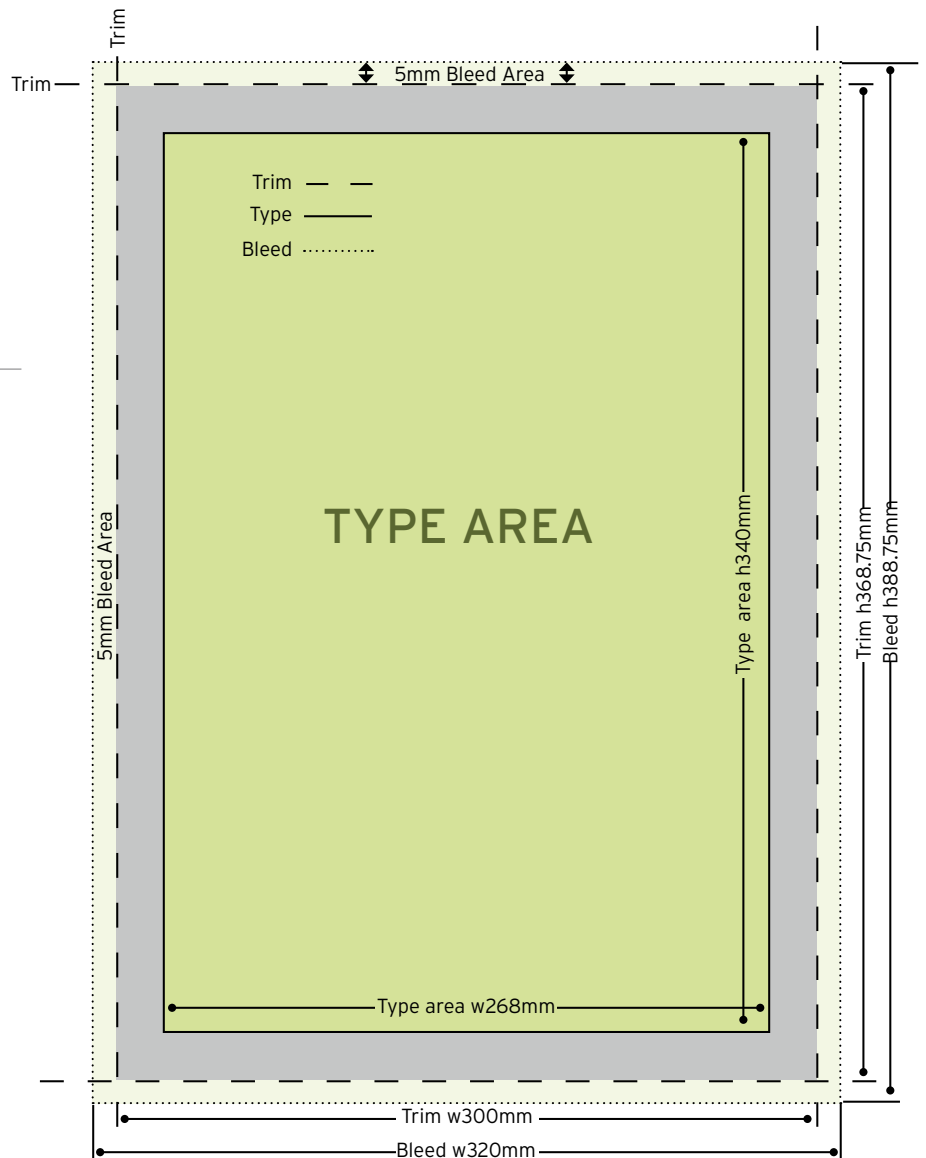 Trim
Trim
5mm Bleed Area
Trim
Type
Bleed
TYPE AREA
5mm Bleed Area
Type area h340mm
Trim h368.75mm
Bleed h388.75mm
Type area w268mm
Trim w300mm
Bleed w320mm